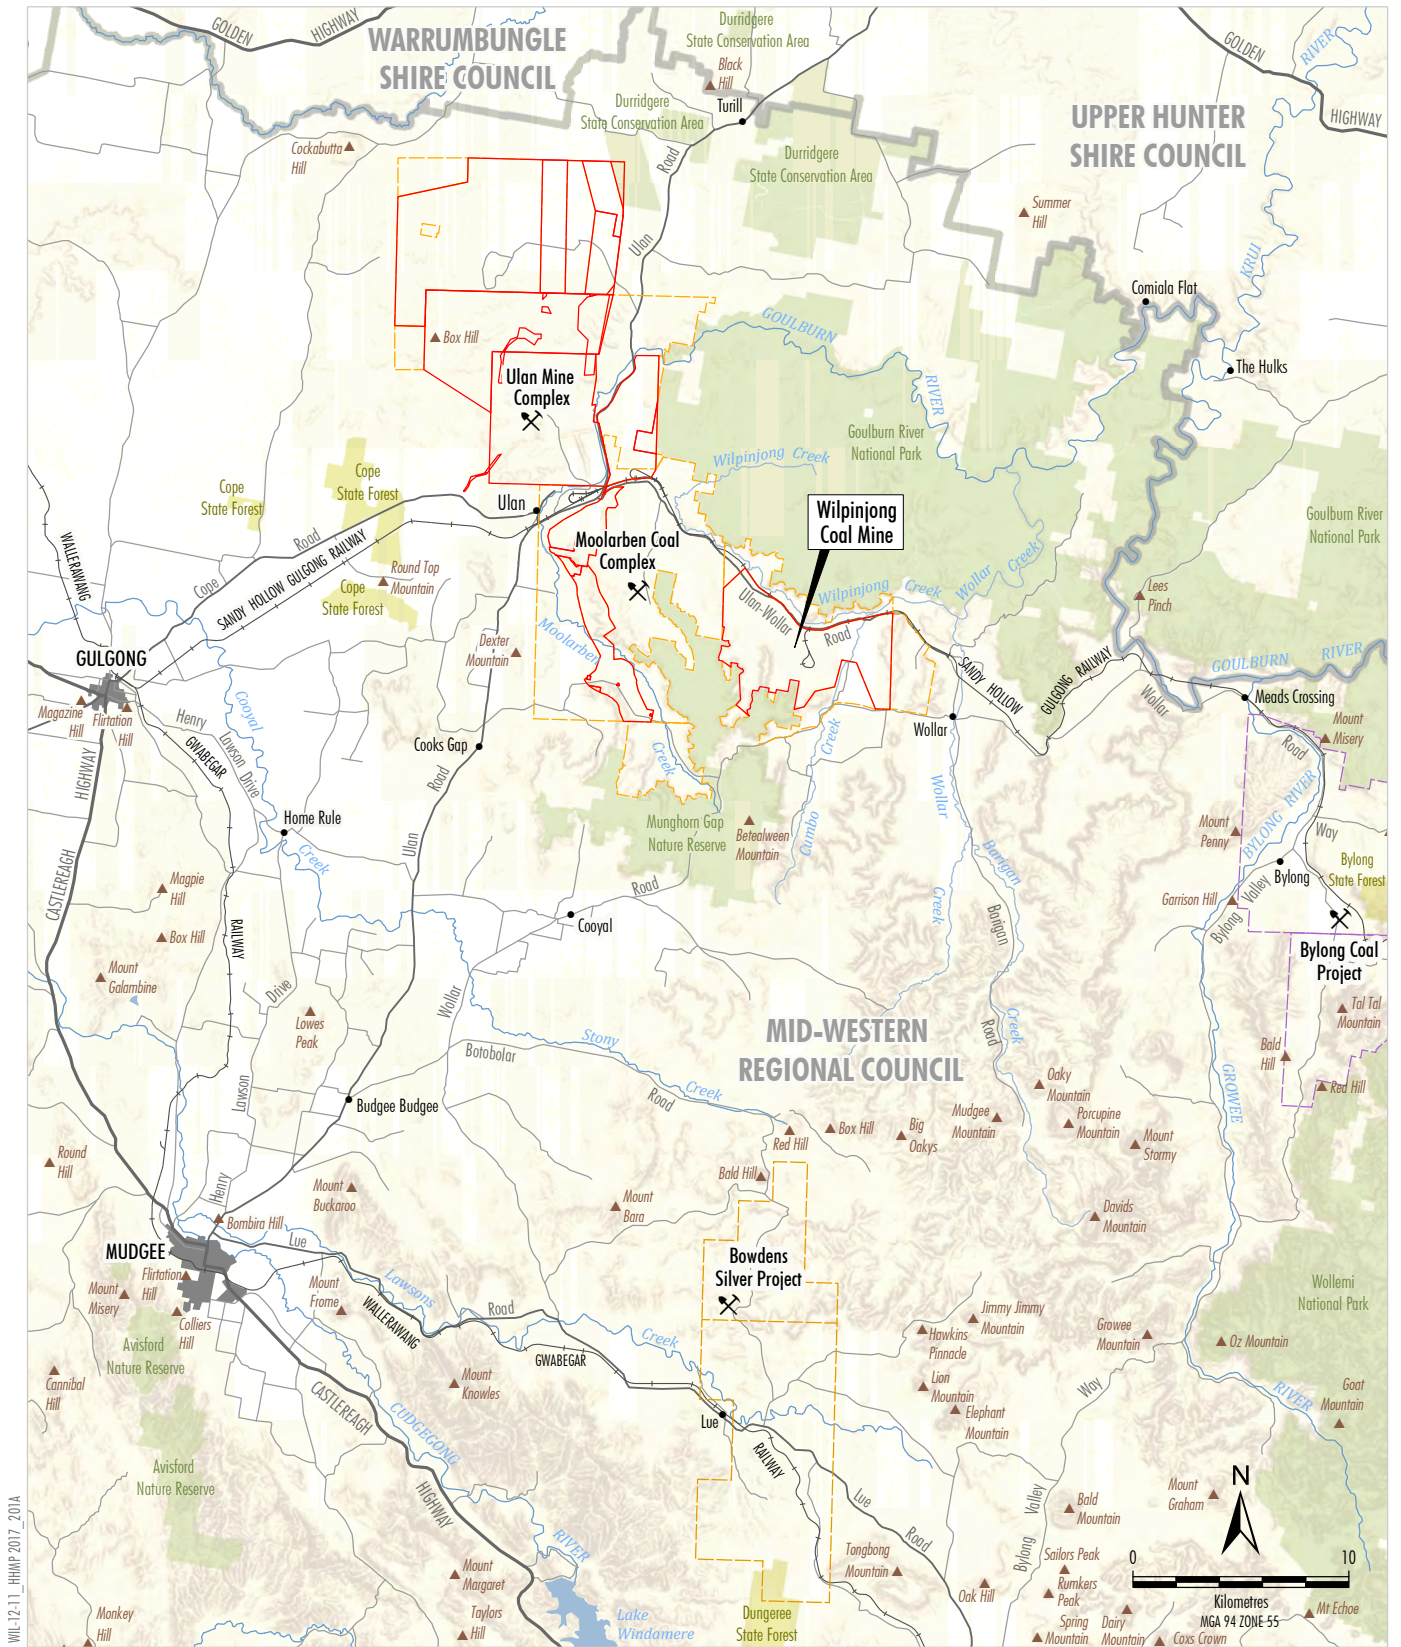 GOLDEN
HIGHWAY
WARRUMBUNGLE
SHIRE COUNCIL
Durridgere
State Conservation Area
Black
Hill
Turill
GOLDEN
HIGHWAY
RIVER
UPPER HUNTER
SHIRE COUNCIL
Durridgere
State Conservation Area
Durridgere
State Conservation Area
Cockabutta
Hill
Road
Ulan
Summer
Hill
KRUI
Comiala Flat
The Hulks
GOULBURN
RIVER
Box Hill
Ulan Mine
Complex
Goulburn River
National Park
Wilpinjong Creek
Cope
State Forest
Cope
State Forest
Ulan
Wilpinjong
Coal Mine
Goulburn River
National Park
Road
Cope
SANDY HOLLOW GULGONG RAILWAY
WALLERAWANG
Moolarben Coal
Complex
Round Top
Mountain
Cope
State Forest
Wollar
Creek
Wilpinjong
Creek
Ulan-Wollar
Road
Lees
Pinch
Moolarben
Dexter
Mountain
GULGONG
SANDY HOLLOW
GULGONG RAILWAY
GOULBURN
RIVER
Wollar
Meads Crossing
Magazine
Hill
Flirtation
Hill
Henry
Lawson
Drive
GWABEGAR
Cooyal
Cooks Gap
Wollar
Road
Mount
Misery
HIGHWAY
Road
Creek
Creek
BYLONG RIVER
Home Rule
Creek
Ulan
Munghorn Gap
Nature Reserve
Betealween
Mountain
Cumbo
Wollar
Barigan
Mount
Penny
Way
Bylong
State Forest
Bylong
Magpie
Hill
Road
Creek
Garrison Hill
Bylong
Valley
CASTLEREAGH
Box Hill
RAILWAY
Cooyal
Barigan
Bylong Coal
Project
Mount
Galambine
Drive
Lowes
Peak
Wollar
Stony
MID-WESTERN
REGIONAL COUNCIL
Road
Creek
Tal Tal
Mountain
Bald
Hill
Botobolar
Creek
Road
Lawson
Oaky
Mountain
GROWEE
Red Hill
Budgee Budgee
Red Hill
Box Hill
Big
Oakys
Mudgee
Mountain
Porcupine
Mountain
Mount
Stormy
Round
Hill
Bald Hill
Henry
Mount
Buckaroo
Mount
Bara
Davids
Mountain
Bombira Hill
MUDGEE
Lue
Bowdens
Silver Project
Flirtation
Hill
Mount
Misery
Colliers
Hill
Mount
Frome
Lawsons
WALLERAWANG
Road
Creek
Wollemi
National Park
Jimmy Jimmy
Mountain
Hawkins
Pinnacle
Growee
Mountain
Oz Mountain
Avisford
Nature Reserve
GWABEGAR
Cannibal
Hill
Mount
Knowles
Lion
Mountain
Way
RIVER
Goat
Mountain
CASTLEREAGH
CUDGEGONG
Lue
Elephant
Mountain
Avisford
Nature Reserve
RAILWAY
HIGHWAY
Lue
Road
Valley
Bylong
Bald
Mountain
Mount
Graham
N
RIVER
Tongbong
Mountain
Sailors Peak
Rumkers
Peak
0
10
Kilometres
MGA 94 ZONE 55
Mount
Margaret
Oak Hill
Mt Echoe
Monkey
Hill
Taylors
Hill
Lake
Windamere
Dungeree
State Forest
Spring
Mountain
Dairy
Mountain
Coxs Crown
WIL-12-11_HHMP 2017_201A